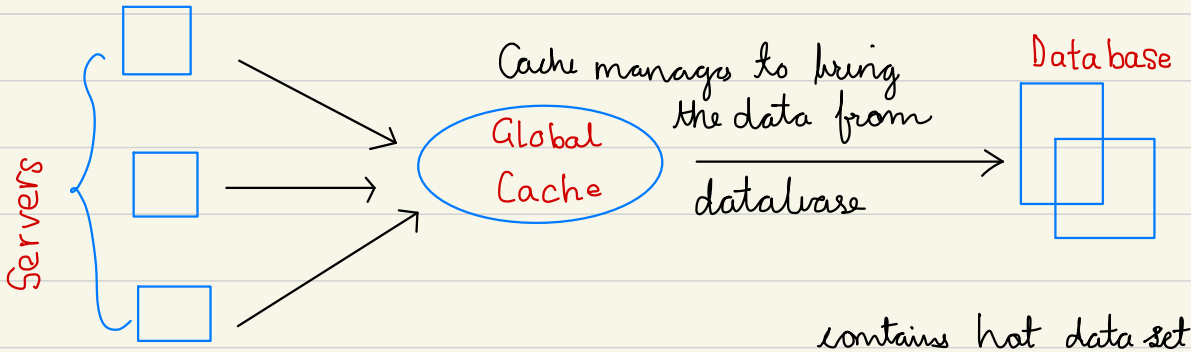 Servers
Global
Cache
Cache manages to bring
the data from
database
Database
contains hot data set